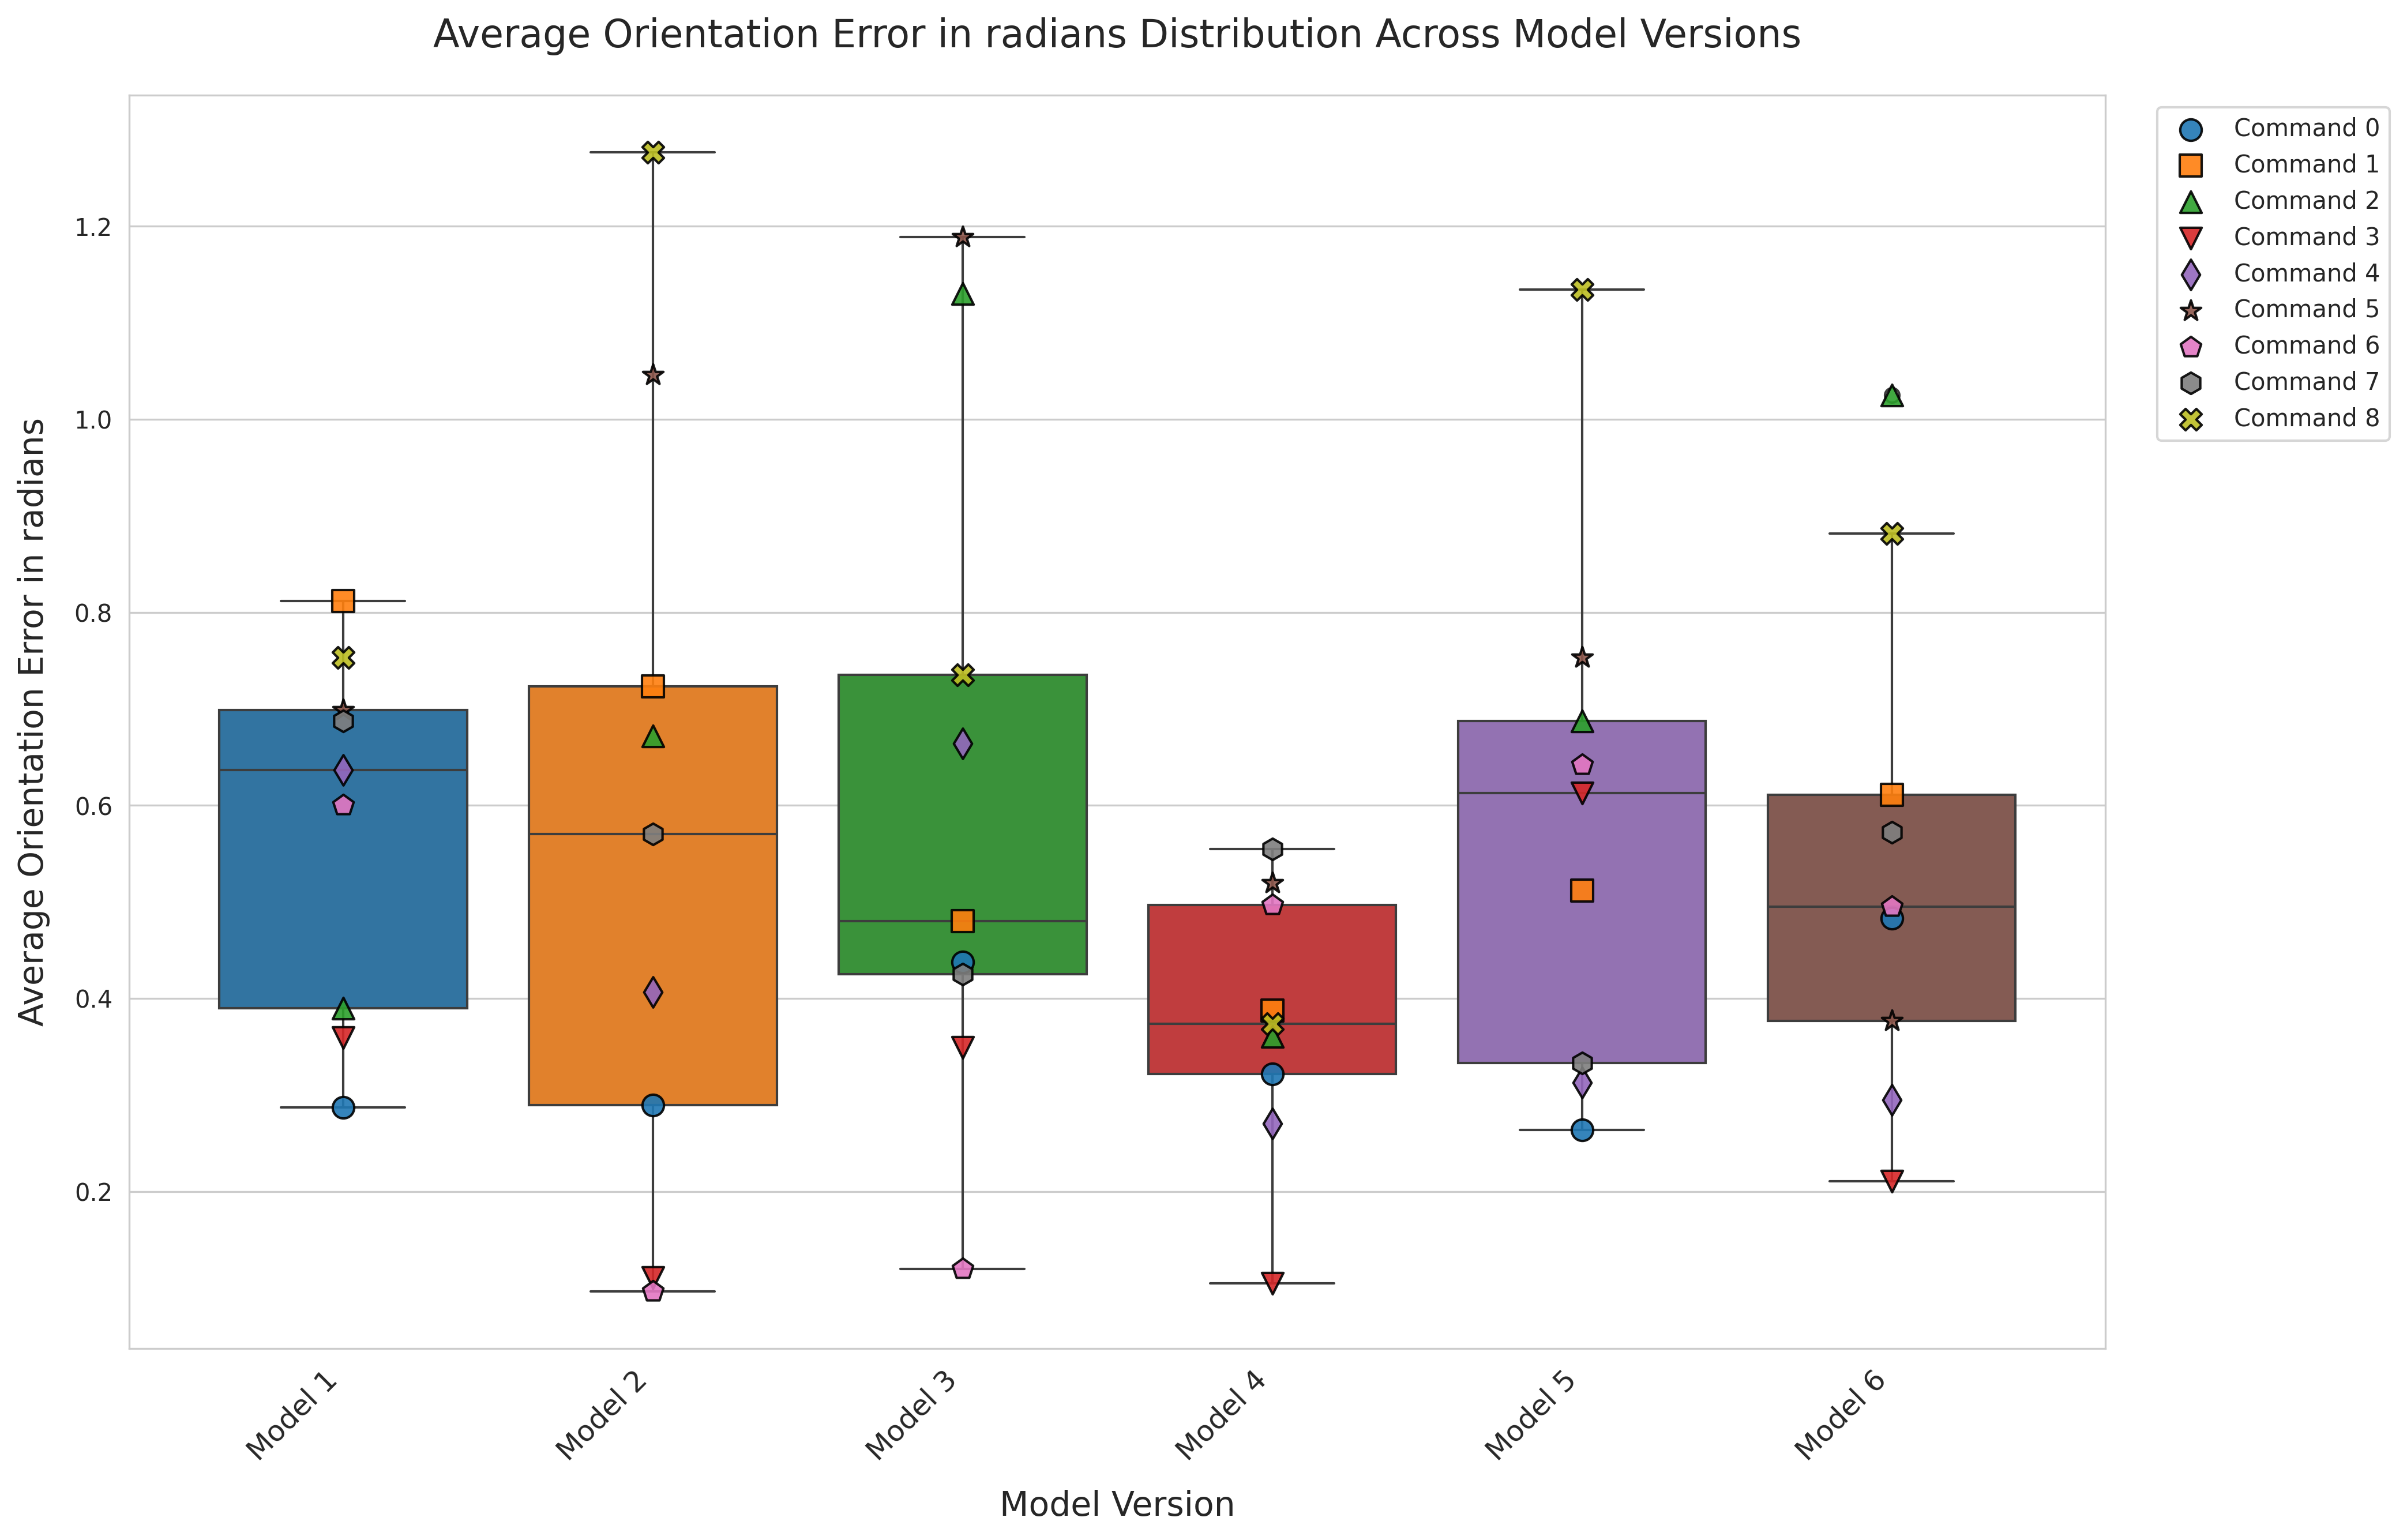 Average Orientation Error in radians Distribution Across Model Versions
Average Orientation Error in radians
1.2
1.0
0.8
0.6
0.4
0.2
Model 1
Model 2
Model 3
Model 4
Model 5
Model 6
Model Version
Command 0
Command 1
Command 2
Command 3
Command 4
Command 5
Command 6
Command 7
Command 8